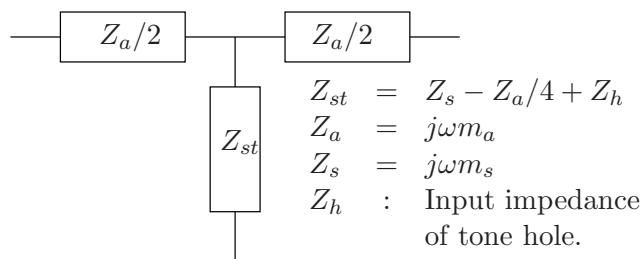 Z_a/2 Z_a/2
Z_st
Z_st = Z_s − Z_a/4 + Z_h
Z_a = jωm_a
Z_s = jωm_s
Z_h : Input impedance
of tone hole.